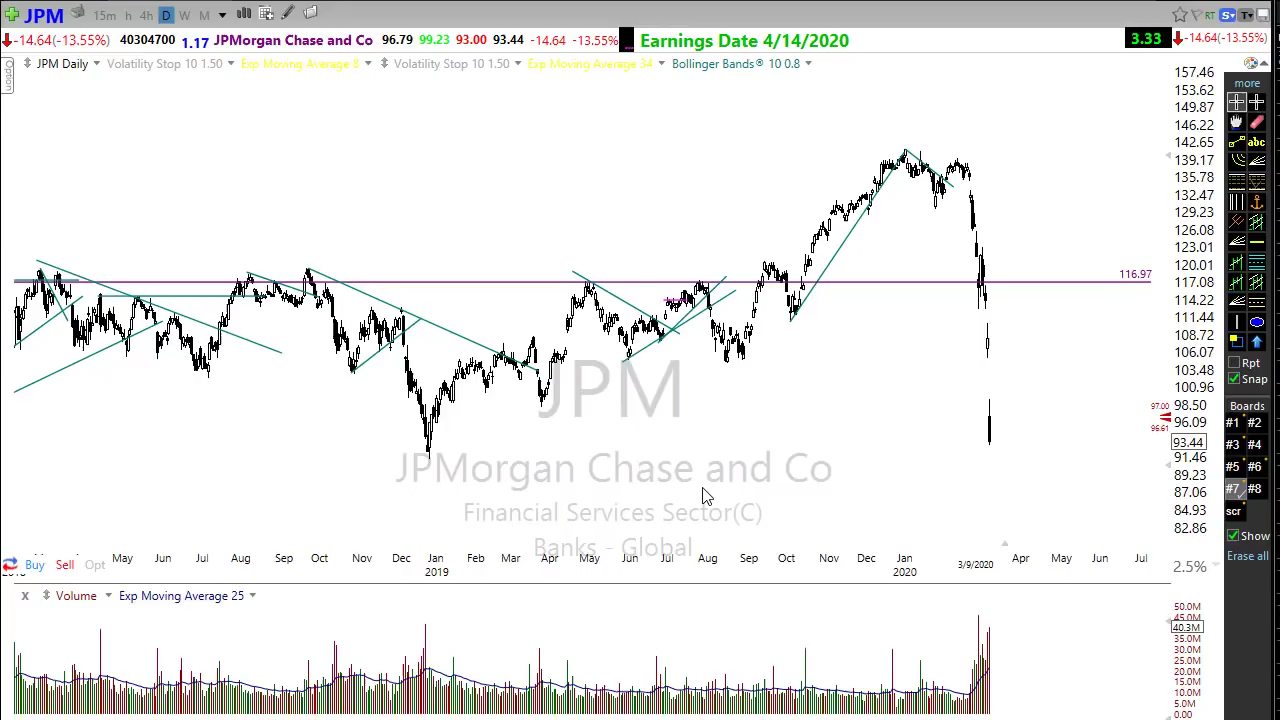 JPM 15m h 4h D W M RT S T
-14.64(-13.55%) 40304700 1.17 JPMorgan Chase and Co 96.79 99.23 93.00 93.44 -14.64 -13.55% Earnings Date 4/14/2020 3.33 -14.64(-13.55%)
Option
JPM Daily Volatility Stop 10 1.50 Exp Moving Average 8 Volatility Stop 10 1.50 Exp Moving Average 34 Bollinger Bands® 10 0.8
157.46
153.62
149.87
146.22
142.65
139.17
135.78
132.47
129.23
126.08
123.01
120.01
116.97
117.08
114.22
111.44
108.72
106.07
103.48
100.96
98.50
97.00
96.09
96.61
93.44
91.46
89.23
87.06
84.93
82.86
more
abc
Rpt
Snap
Boards
#1 #2
#3 #4
#5 #6
#7 #8
scr
Show
Erase all
JPM
JPMorgan Chase and Co
Financial Services Sector(C)
Banks - Global
May Jun Jul Aug Sep Oct Nov Dec Jan Feb Mar Apr May Jun Jul Aug Sep Oct Nov Dec Jan 3/9/2020 Apr May Jun Jul
2019 2020
Buy Sell Opt
2.5%
x Volume Exp Moving Average 25
50.0M
45.0M
40.3M
35.0M
30.0M
25.0M
20.0M
15.0M
10.0M
5.0M
0.00